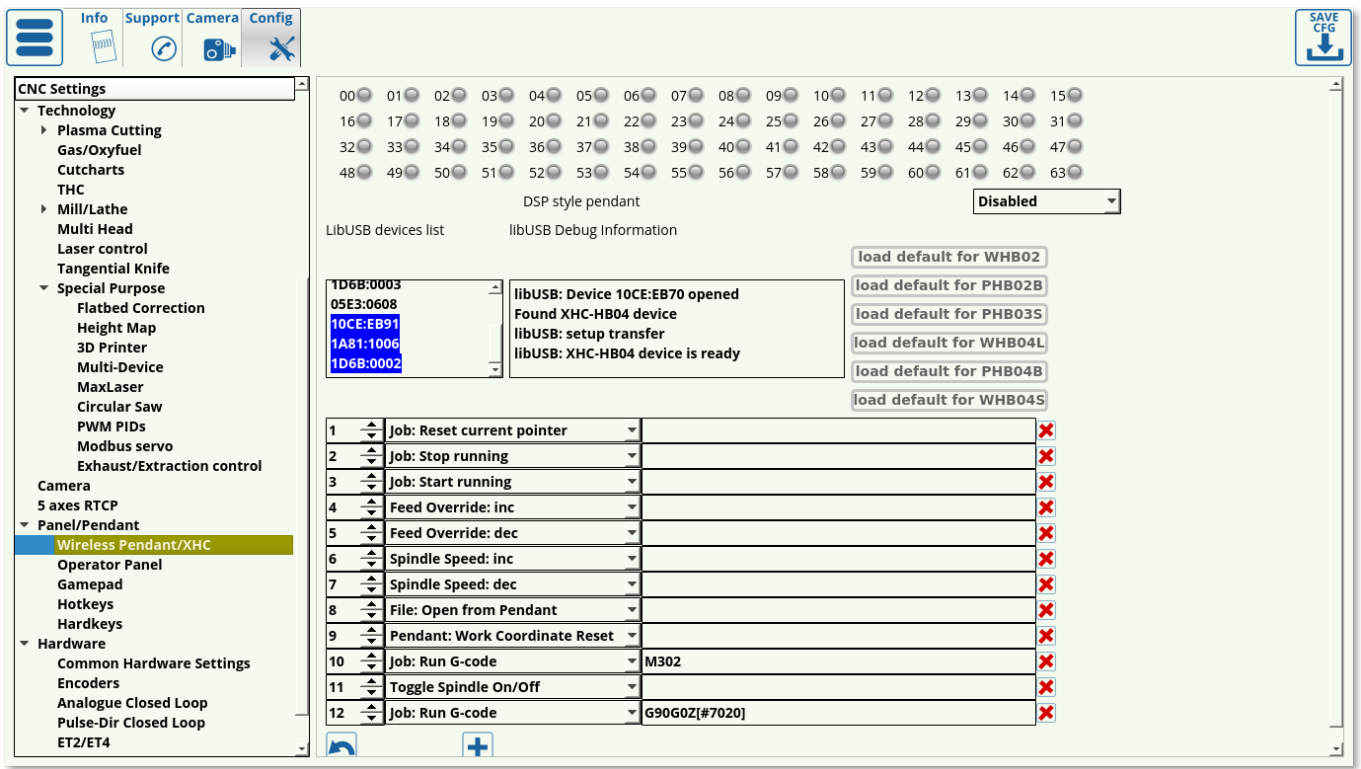 Info Support Camera Config
SAVE
CFG
CNC Settings
Technology
Plasma Cutting
Gas/Oxyfuel
Cutcharts
THC
Mill/Lathe
Multi Head
Laser control
Tangential Knife
Special Purpose
Flatbed Correction
Height Map
3D Printer
Multi-Device
MaxLaser
Circular Saw
PWM PIDs
Modbus servo
Exhaust/Extraction control
Camera
5 axes RTCP
Panel/Pendant
Wireless Pendant/XHC
Operator Panel
Gamepad
Hotkeys
Hardkeys
Hardware
Common Hardware Settings
Encoders
Analogue Closed Loop
Pulse-Dir Closed Loop
ET2/ET4
00 01 02 03 04 05 06 07 08 09 10 11 12 13 14 15
16 17 18 19 20 21 22 23 24 25 26 27 28 29 30 31
32 33 34 35 36 37 38 39 40 41 42 43 44 45 46 47
48 49 50 51 52 53 54 55 56 57 58 59 60 61 62 63
DSP style pendant Disabled
LibUSB devices list libUSB Debug Information
1D6B:0003
05E3:0608
10CE:EB91
1A81:1006
1D6B:0002
libUSB: Device 10CE:EB70 opened
Found XHC-HB04 device
libUSB: setup transfer
libUSB: XHC-HB04 device is ready
load default for WHB02
load default for PHB02B
load default for PHB03S
load default for WHB04L
load default for PHB04B
load default for WHB04S
1 Job: Reset current pointer
2 Job: Stop running
3 Job: Start running
4 Feed Override: inc
5 Feed Override: dec
6 Spindle Speed: inc
7 Spindle Speed: dec
8 File: Open from Pendant
9 Pendant: Work Coordinate Reset
10 Job: Run G-code M302
11 Toggle Spindle On/Off
12 Job: Run G-code G90G0Z[#7020]